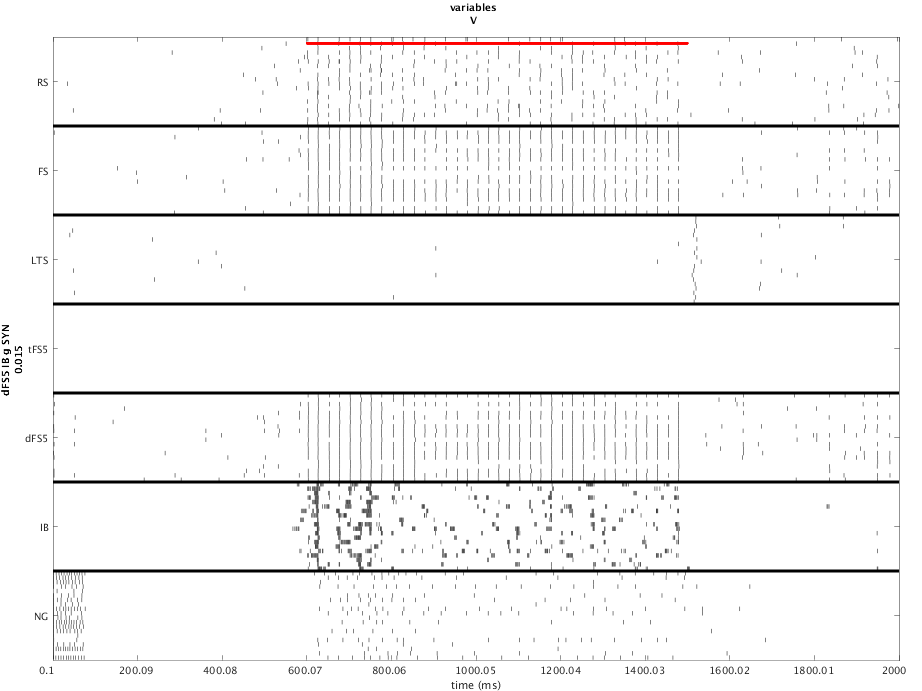 variables
V
RS
FS
LTS
tFS5
dFS5
IB
NG
dFS5 IB g SYN
0.015
0.1
200.09
400.08
600.07
800.06
1000.05
1200.04
1400.03
1600.02
1800.01
2000
time (ms)